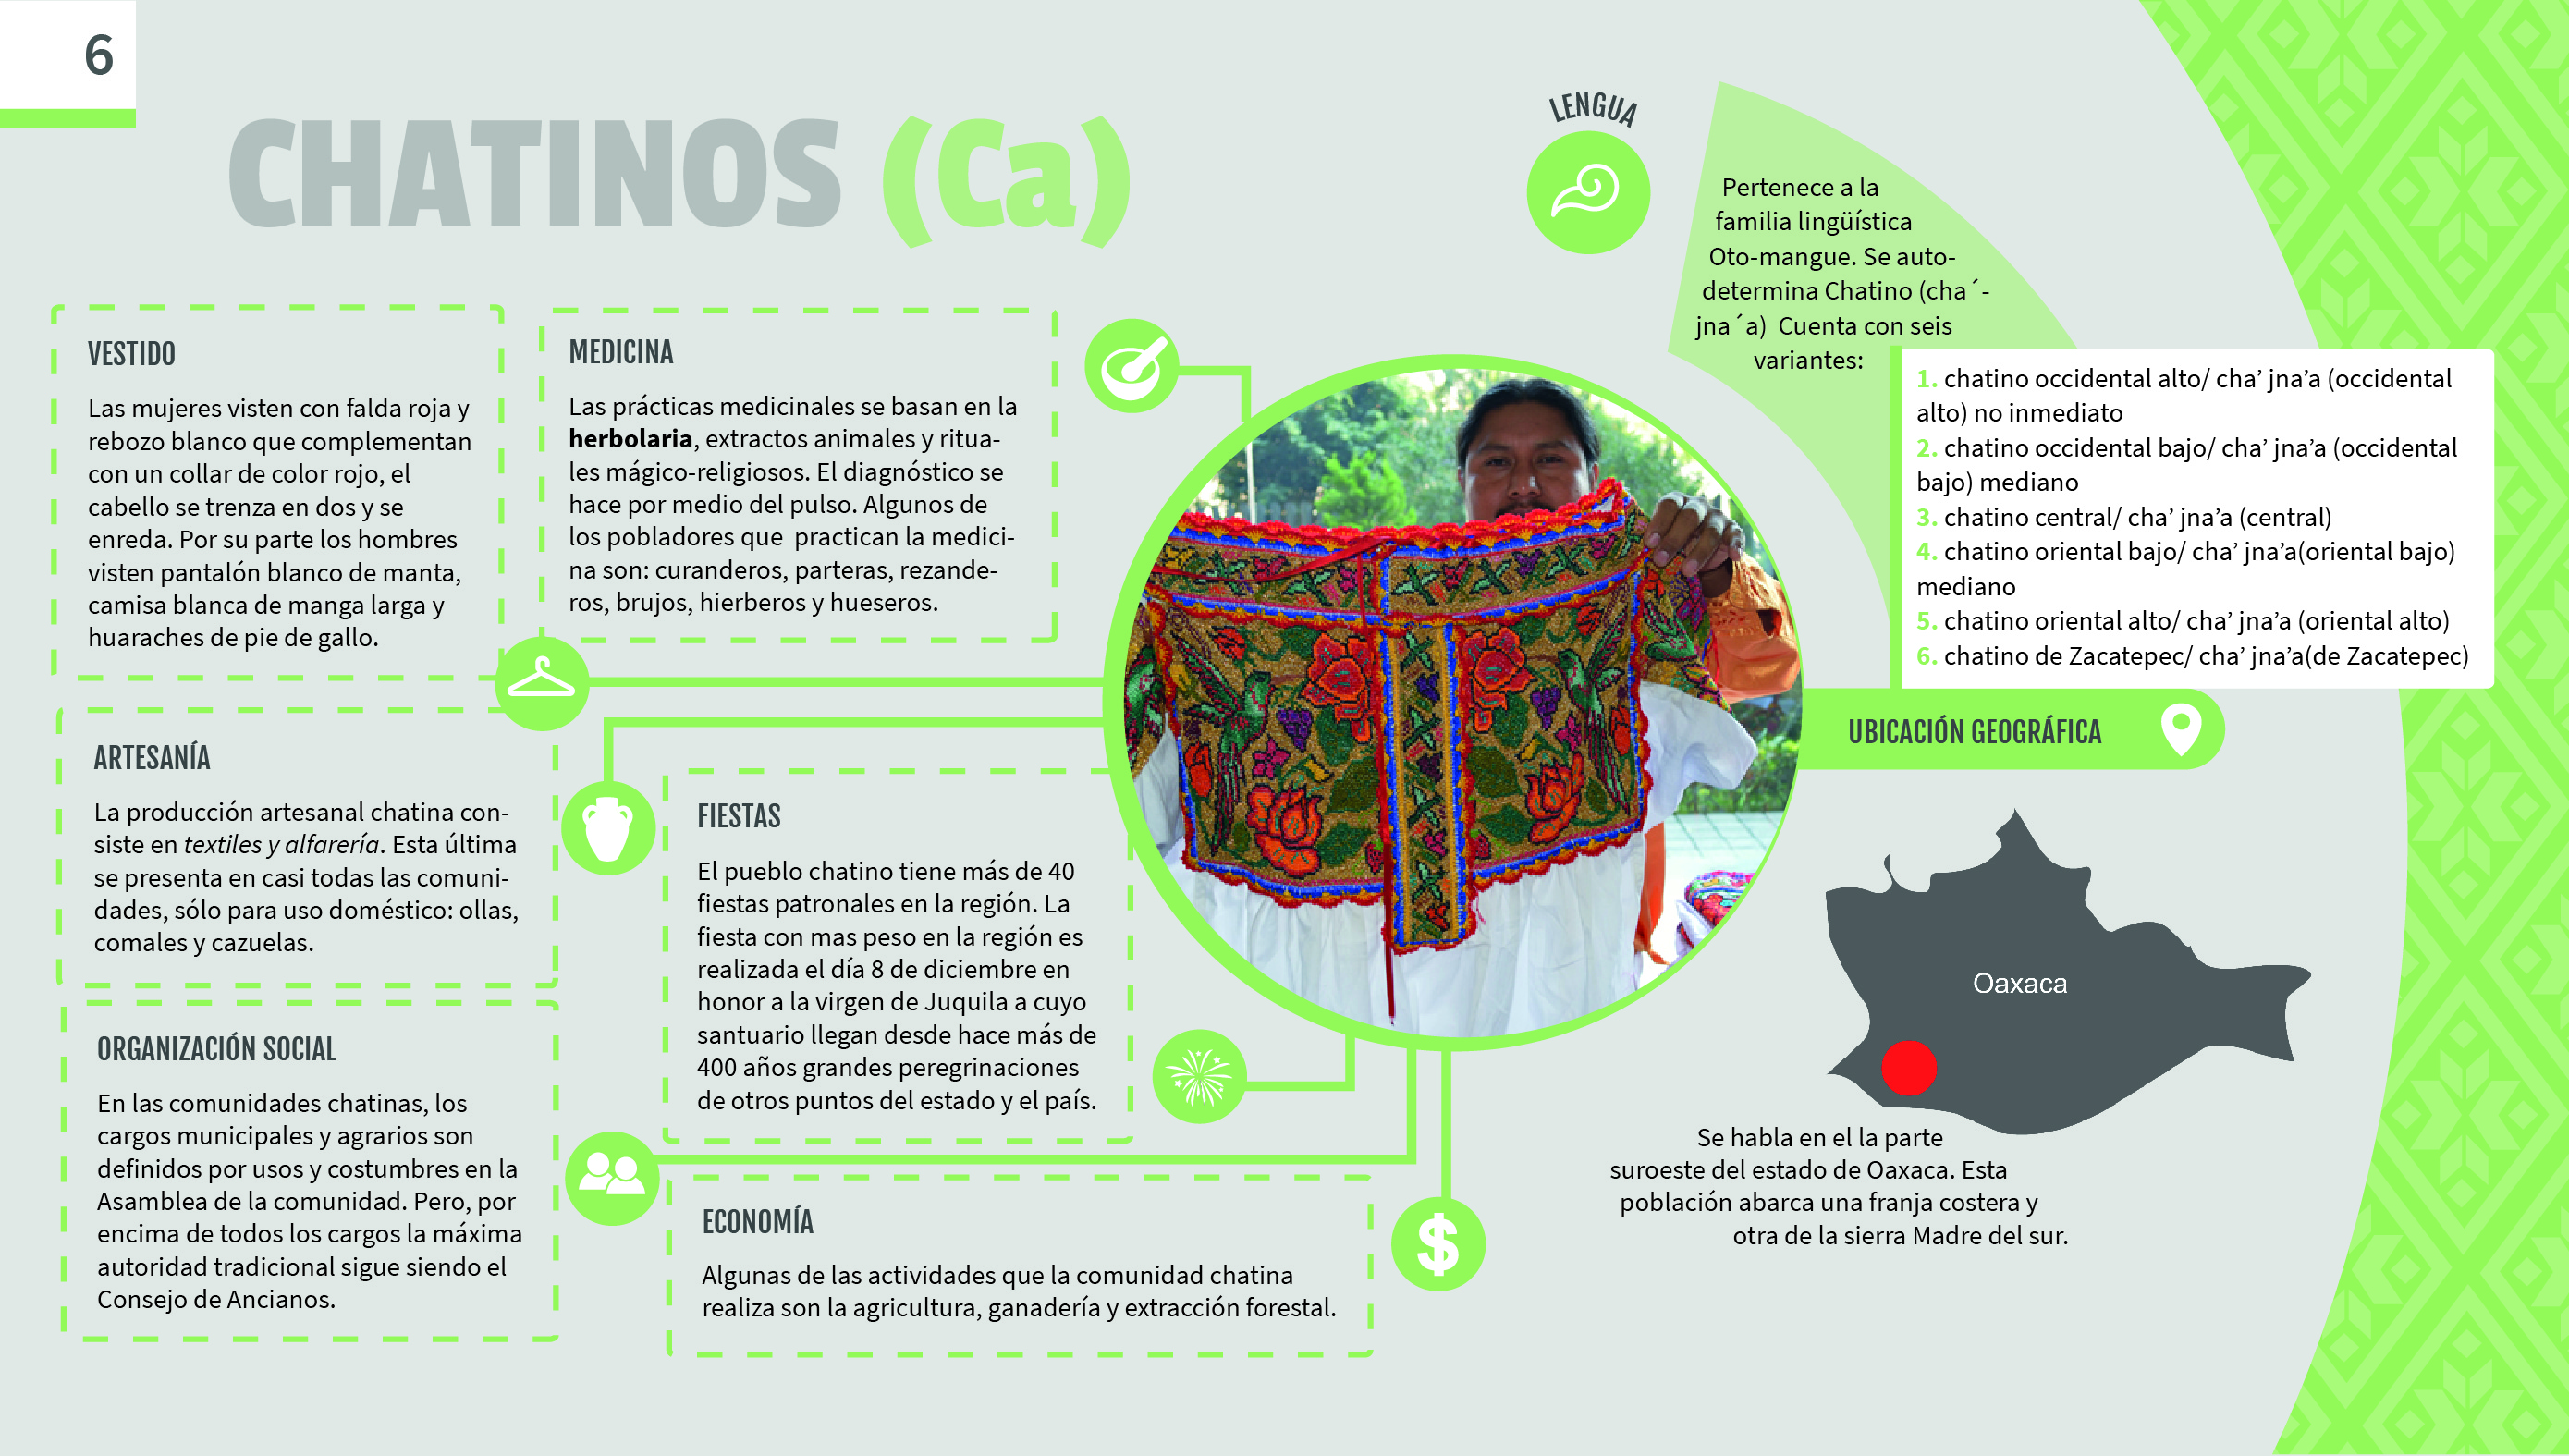 6
CHATINOS (Ca)
LENGUA
Pertenece a la
familia lingüística
Oto-mangue. Se auto-
determina Chatino (cha´-
jna´a)  Cuenta con seis
variantes:
1. chatino occidental alto/ cha’ jna’a (occidental
alto) no inmediato
2. chatino occidental bajo/ cha’ jna’a (occidental
bajo) mediano
3. chatino central/ cha’ jna’a (central)
4. chatino oriental bajo/ cha’ jna’a(oriental bajo)
mediano
5. chatino oriental alto/ cha’ jna’a (oriental alto)
6. chatino de Zacatepec/ cha’ jna’a(de Zacatepec)
VESTIDO
Las mujeres visten con falda roja y
rebozo blanco que complementan
con un collar de color rojo, el
cabello se trenza en dos y se
enreda. Por su parte los hombres
visten pantalón blanco de manta,
camisa blanca de manga larga y
huaraches de pie de gallo.
MEDICINA
Las prácticas medicinales se basan en la
herbolaria, extractos animales y ritua-
les mágico-religiosos. El diagnóstico se
hace por medio del pulso. Algunos de
los pobladores que  practican la medici-
na son: curanderos, parteras, rezande-
ros, brujos, hierberos y hueseros.
ARTESANÍA
La producción artesanal chatina con-
siste en textiles y alfarería. Esta última
se presenta en casi todas las comuni-
dades, sólo para uso doméstico: ollas,
comales y cazuelas.
FIESTAS
El pueblo chatino tiene más de 40
fiestas patronales en la región. La
fiesta con mas peso en la región es
realizada el día 8 de diciembre en
honor a la virgen de Juquila a cuyo
santuario llegan desde hace más de
400 años grandes peregrinaciones
de otros puntos del estado y el país.
ORGANIZACIÓN SOCIAL
En las comunidades chatinas, los
cargos municipales y agrarios son
definidos por usos y costumbres en la
Asamblea de la comunidad. Pero, por
encima de todos los cargos la máxima
autoridad tradicional sigue siendo el
Consejo de Ancianos.
ECONOMÍA
Algunas de las actividades que la comunidad chatina
realiza son la agricultura, ganadería y extracción forestal.
$
UBICACIÓN GEOGRÁFICA
Oaxaca
Se habla en el la parte
suroeste del estado de Oaxaca. Esta
población abarca una franja costera y
otra de la sierra Madre del sur.